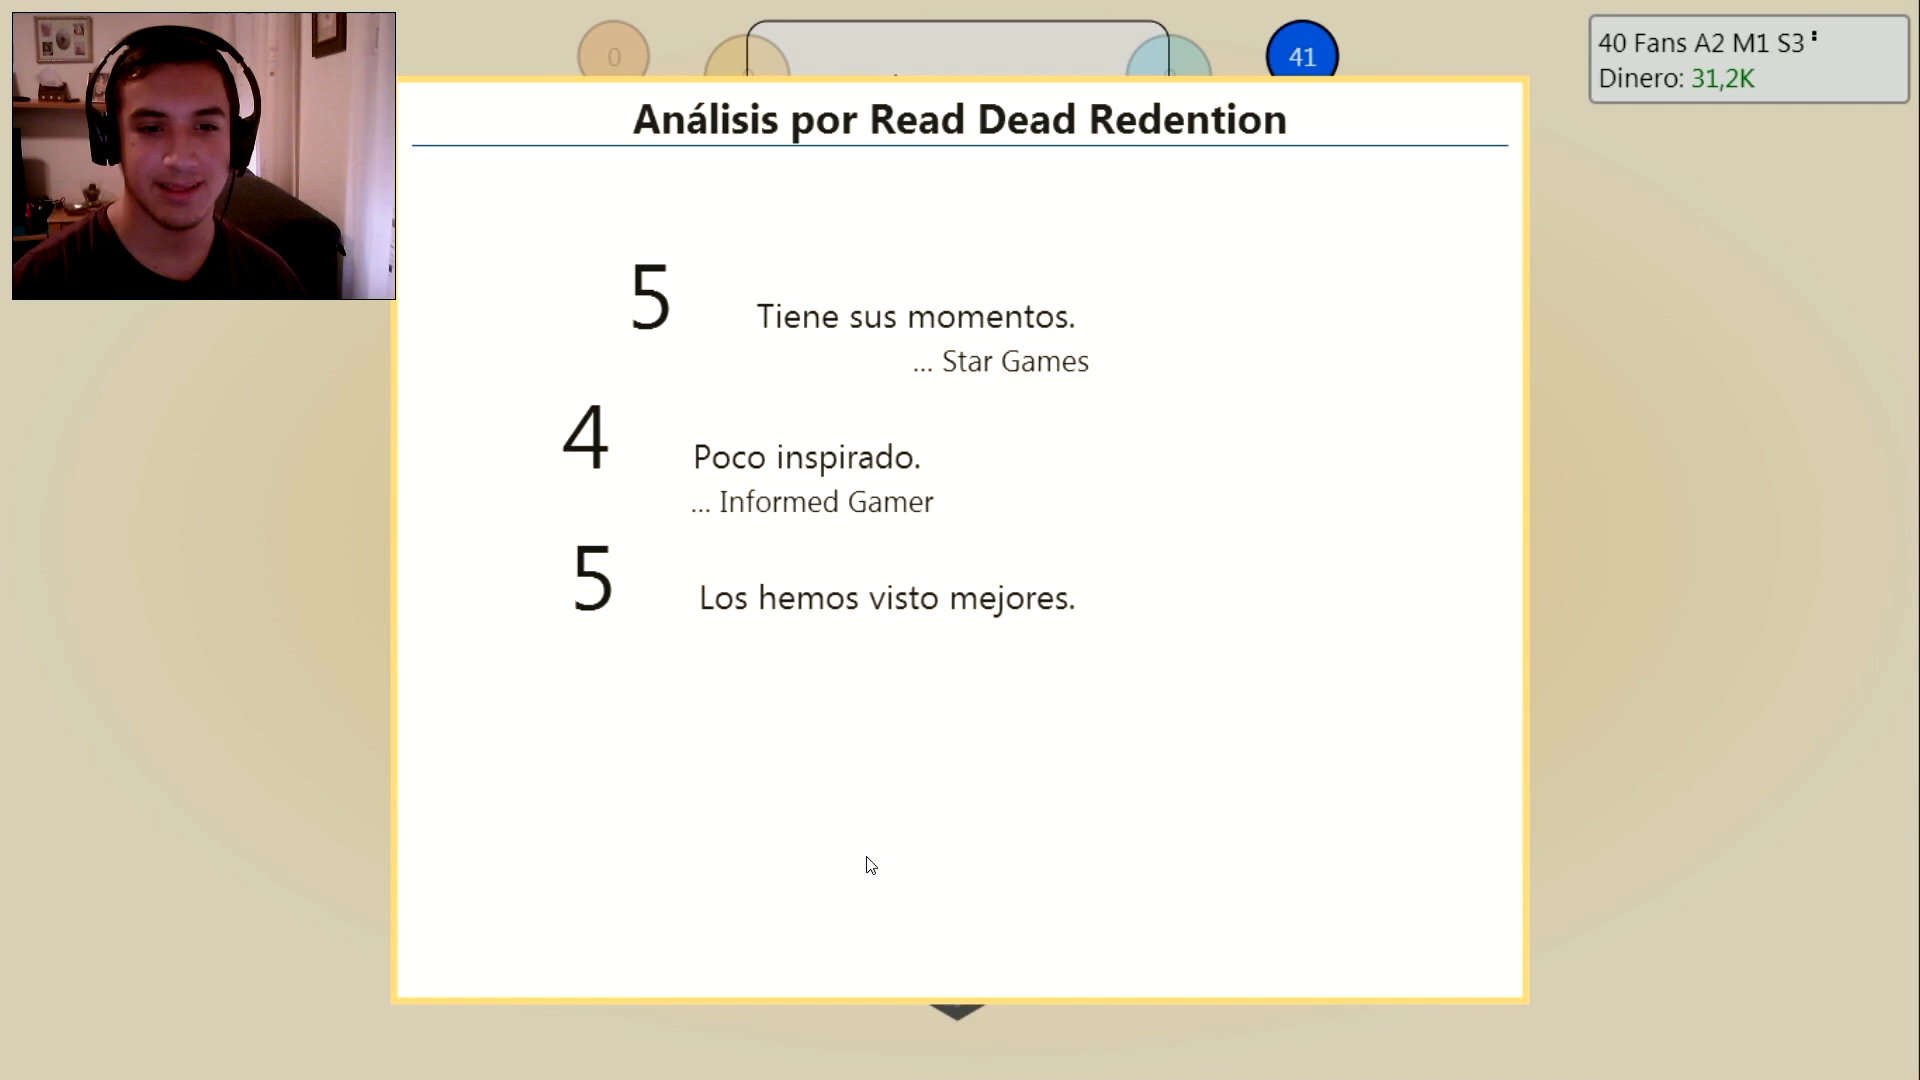 0
41
40 Fans A2 M1 S3
Dinero: 31,2K
Análisis por Read Dead Redention
5
Tiene sus momentos.
... Star Games
4
Poco inspirado.
... Informed Gamer
5
Los hemos visto mejores.